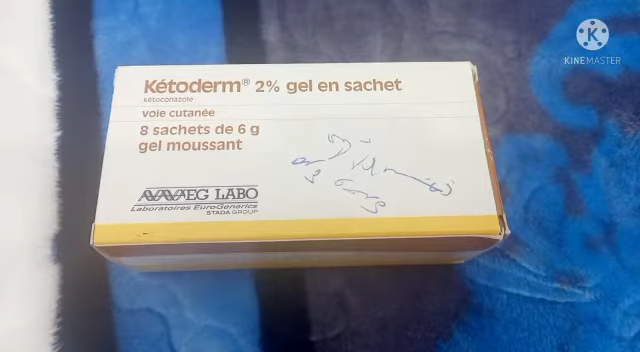 Kétoderm® 2% gel en sachet
kétoconazole
voie cutanée
8 sachets de 6 g
gel moussant
EG LABO
Laboratoires EuroGenerics
STADA GROUP
K
KINEMASTER